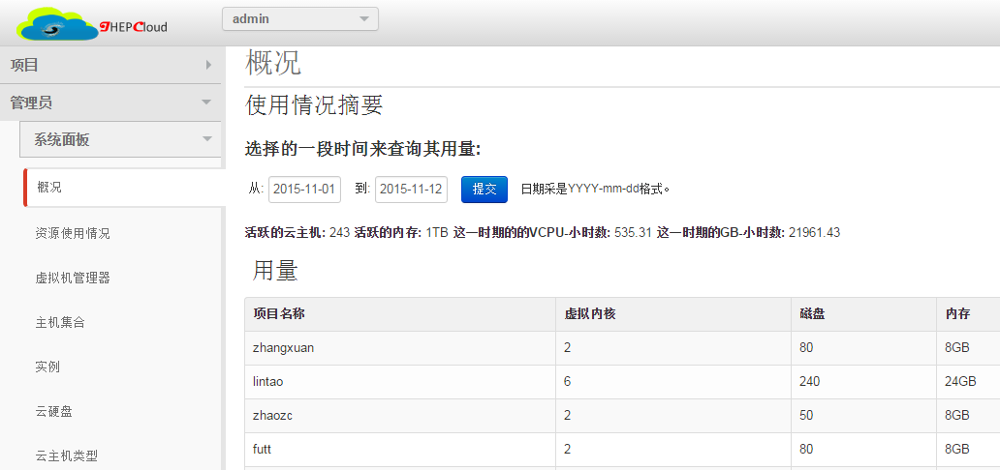 IHEPCloud
admin
项目
管理员
系统面板
概况
资源使用情况
虚拟机管理器
主机集合
实例
云硬盘
云主机类型
概况
使用情况摘要
选择的一段时间来查询其用量:
从: 2015-11-01 到: 2015-11-12 提交 日期采是YYYY-mm-dd格式。
活跃的云主机: 243 活跃的内存: 1TB 这一时期的的VCPU-小时数: 535.31 这一时期的GB-小时数: 21961.43
用量
项目名称 虚拟内核 磁盘 内存
zhangxuan 2 80 8GB
lintao 6 240 24GB
zhaozc 2 50 8GB
futt 2 80 8GB